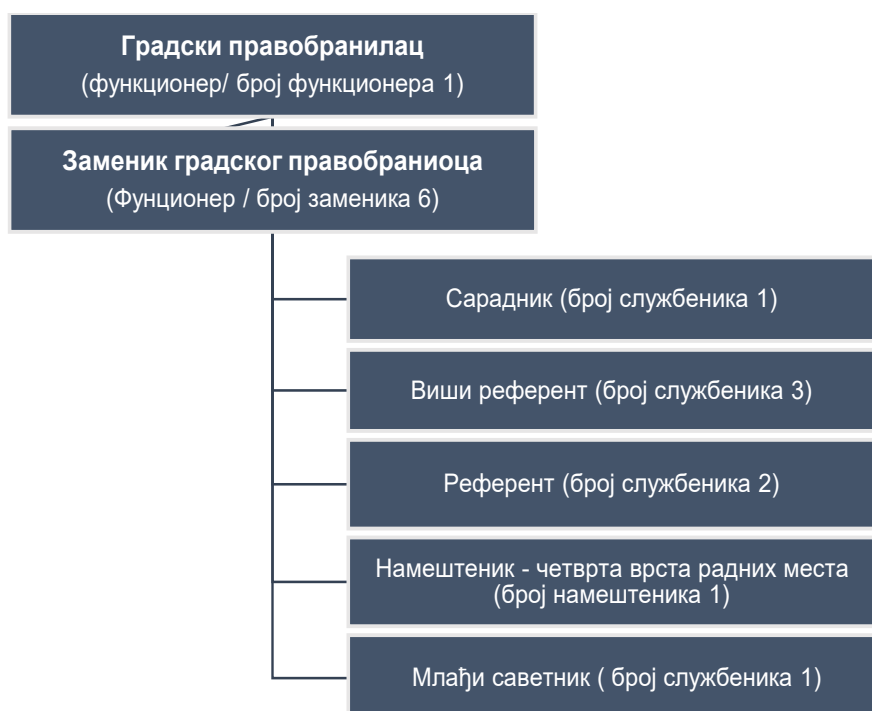 Градски правобранилац
(функционер/ број функционера 1)
Заменик градског правобраниоца
(Фунционер / број заменика 6)
Сарадник (број службеника 1)
Виши референт (број службеника 3)
Референт (број службеника 2)
Намештеник - четврта врста радних места
(број намештеника 1)
Млађи саветник ( број службеника 1)